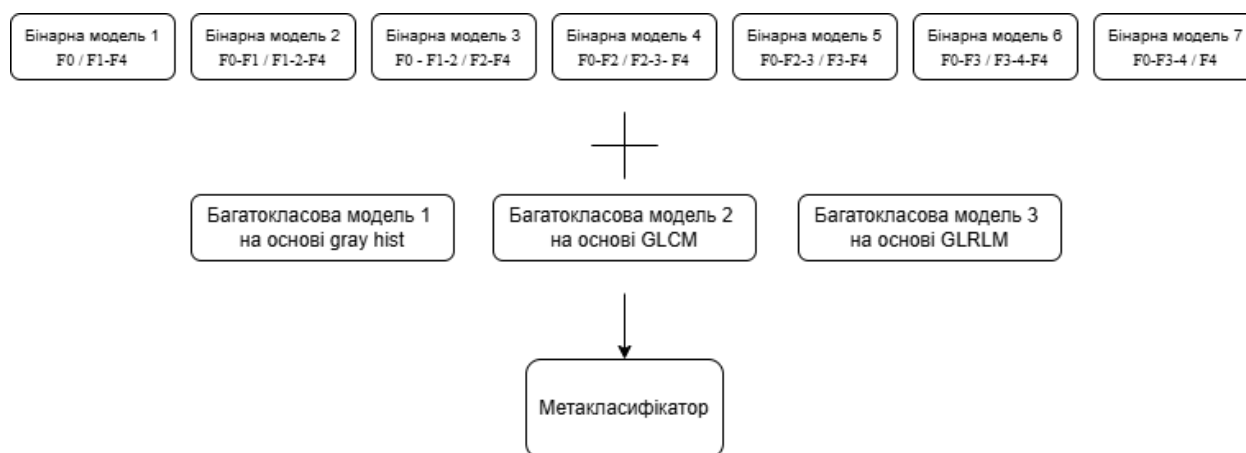 Бінарна модель 1
F0 / F1-F4
Бінарна модель 2
F0-F1 / F1-2-F4
Бінарна модель 3
F0 - F1-2 / F2-F4
Бінарна модель 4
F0-F2 / F2-3- F4
Бінарна модель 5
F0-F2-3 / F3-F4
Бінарна модель 6
F0-F3 / F3-4-F4
Бінарна модель 7
F0-F3-4 / F4
Багатокласова модель 1
на основі gray hist
Багатокласова модель 2
на основі GLCM
Багатокласова модель 3
на основі GLRLM
Метакласифікатор